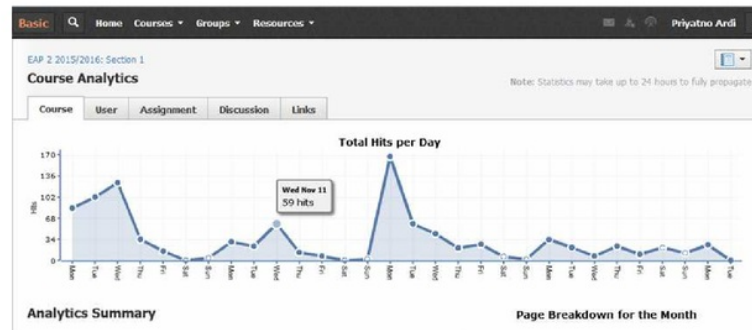 Basic Home Courses Groups Resources Priyatno Ardi
EAP 2 2015/2016: Section 1
Course Analytics
Note: Statistics may take up to 24 hours to fully propagate
Course User Assignment Discussion Links
Total Hits per Day
170
136
102
68
34
0
Hits
Wed Nov 11
59 hits
Mon Tue Wed Thu Fri Sat Sun Mon Tue Wed Thu Fri Sat Sun Mon Tue Wed Thu Fri Sat Sun Mon Tue Wed Thu Fri Sat Sun Mon Tue
Analytics Summary Page Breakdown for the Month